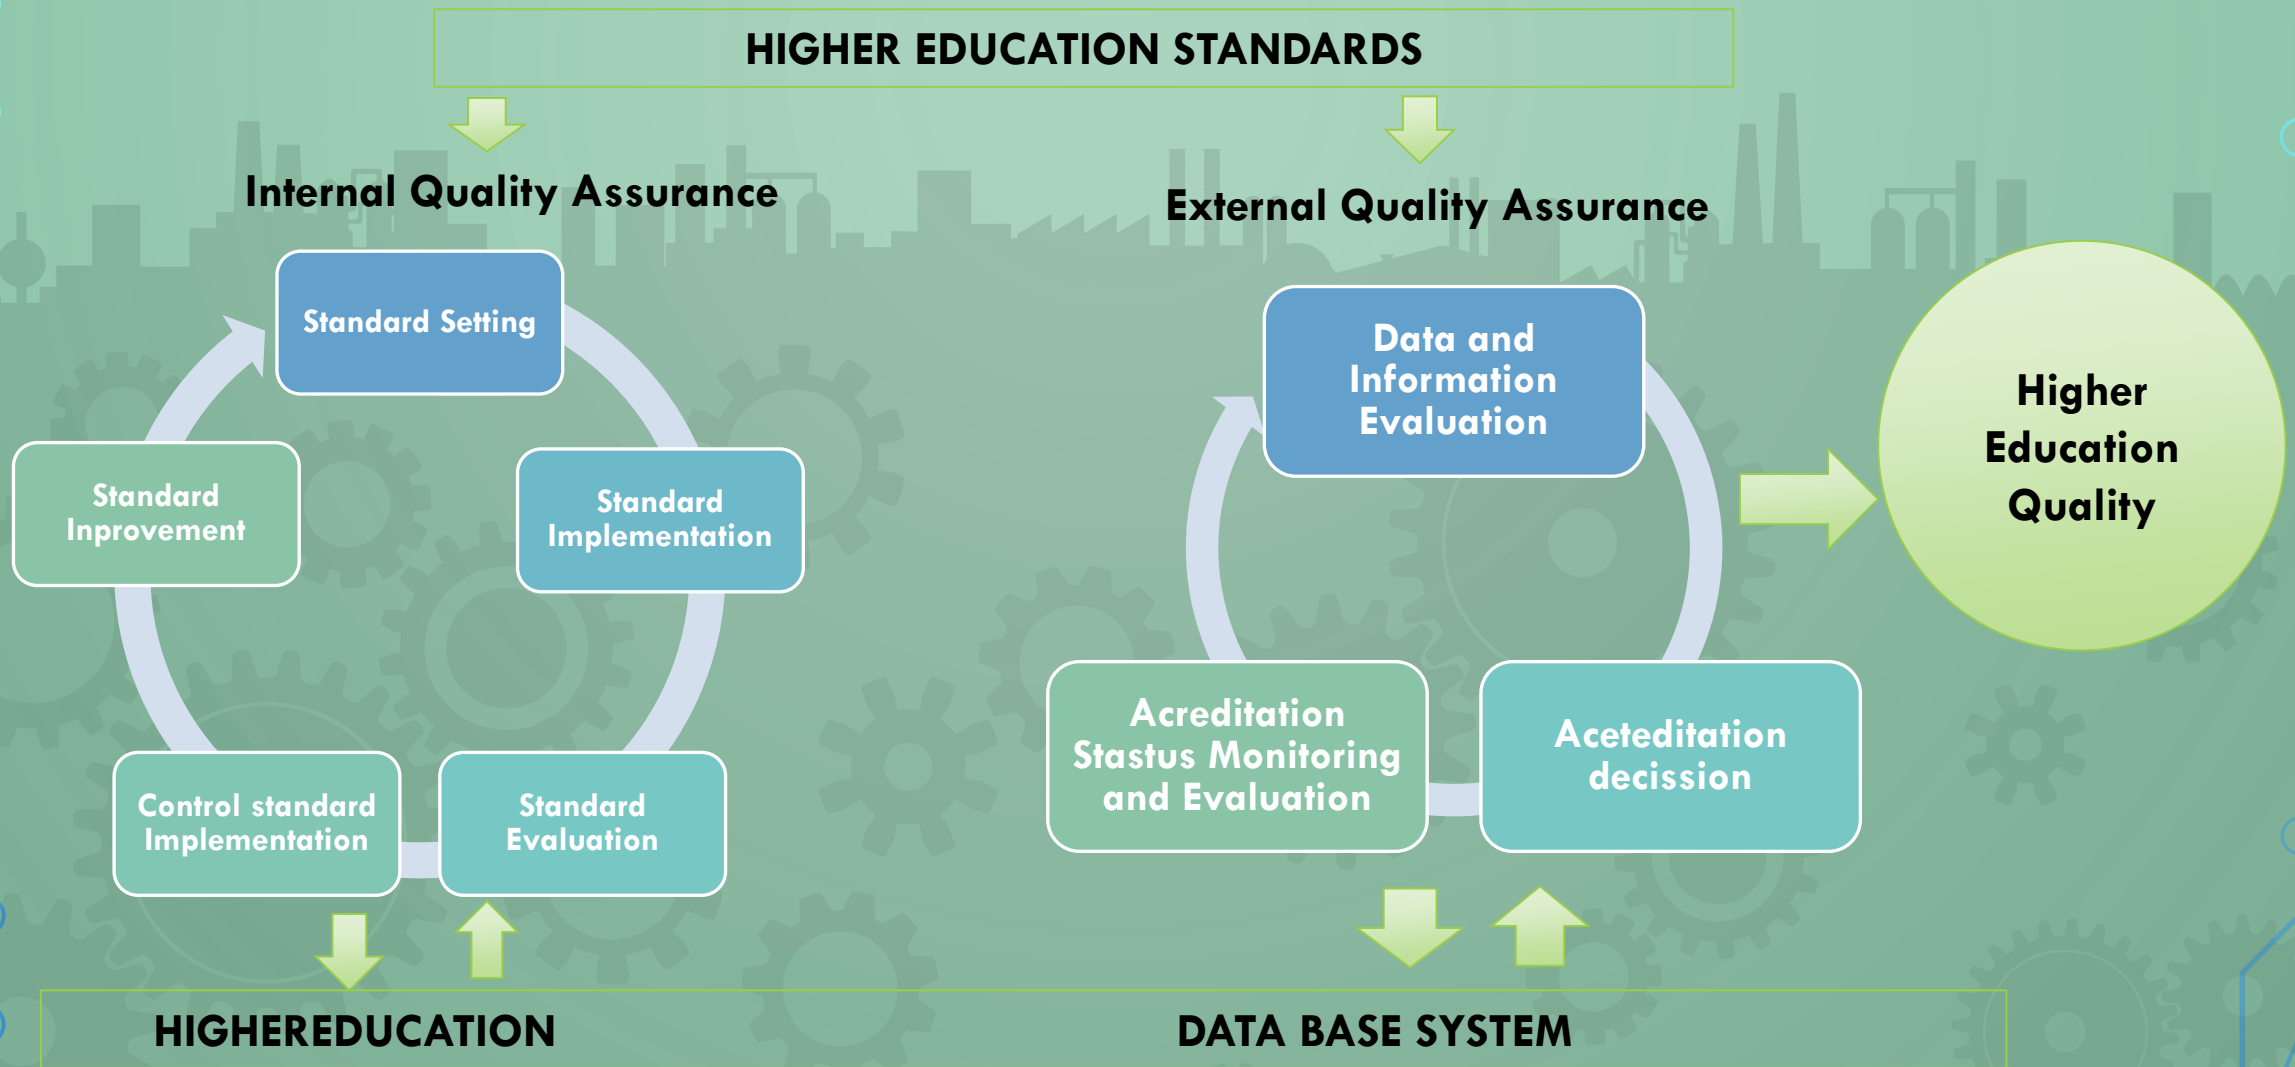 HIGHER EDUCATION STANDARDS
Internal Quality Assurance
Standard Setting
Standard
Implementation
Standard
Evaluation
Control standard
Implementation
Standard
Inprovement
External Quality Assurance
Data and
Information
Evaluation
Aceteditation
decission
Acreditation
Stastus Monitoring
and Evaluation
Higher
Education
Quality
HIGHEREDUCATION DATA BASE SYSTEM